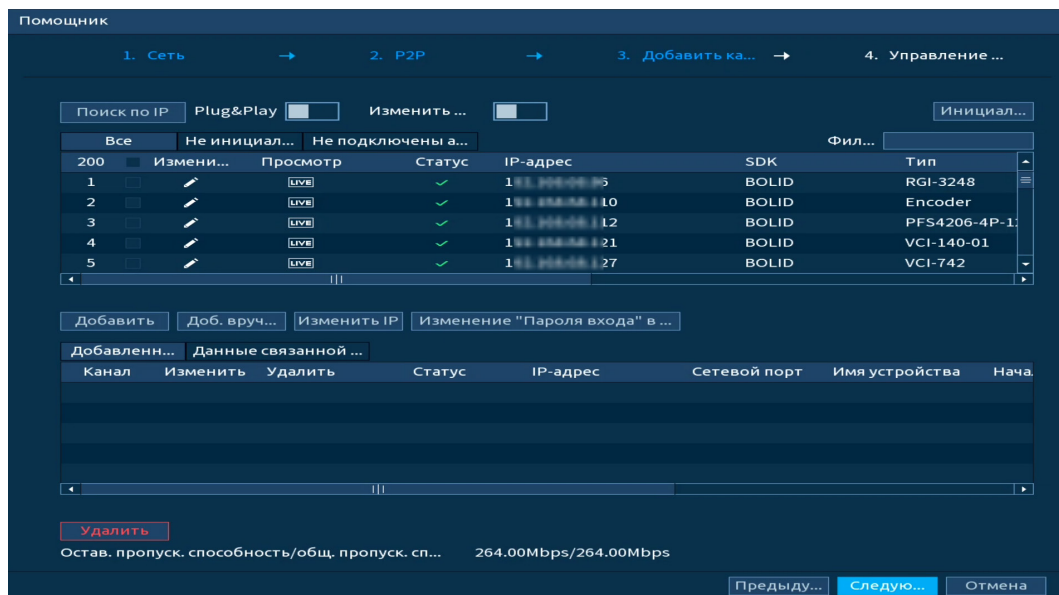 Помощник
1. Сеть → 2. P2P → 3. Добавить ка... → 4. Управление ...
Поиск по IP Plug&Play Изменить ... Инициал...
Все Не инициал... Не подключены а... Фил...
200 Измени... Просмотр Статус IP-адрес SDK Тип
1 LIVE BOLID RGI-3248
2 LIVE BOLID Encoder
3 LIVE BOLID
4 LIVE BOLID VCI-140-01
5 LIVE BOLID VCI-742
Добавить Доб. вруч... Изменить IP Изменение "Пароля входа" в ...
Добавленн... Данные связанной ...
Канал Изменить Удалить Статус IP-адрес Сетевой порт Имя устройства Нача
Удалить
Остав. пропуск. способность/общ. пропуск. сп... 264.00Mbps/264.00Mbps
Предыду... Следую... Отмена